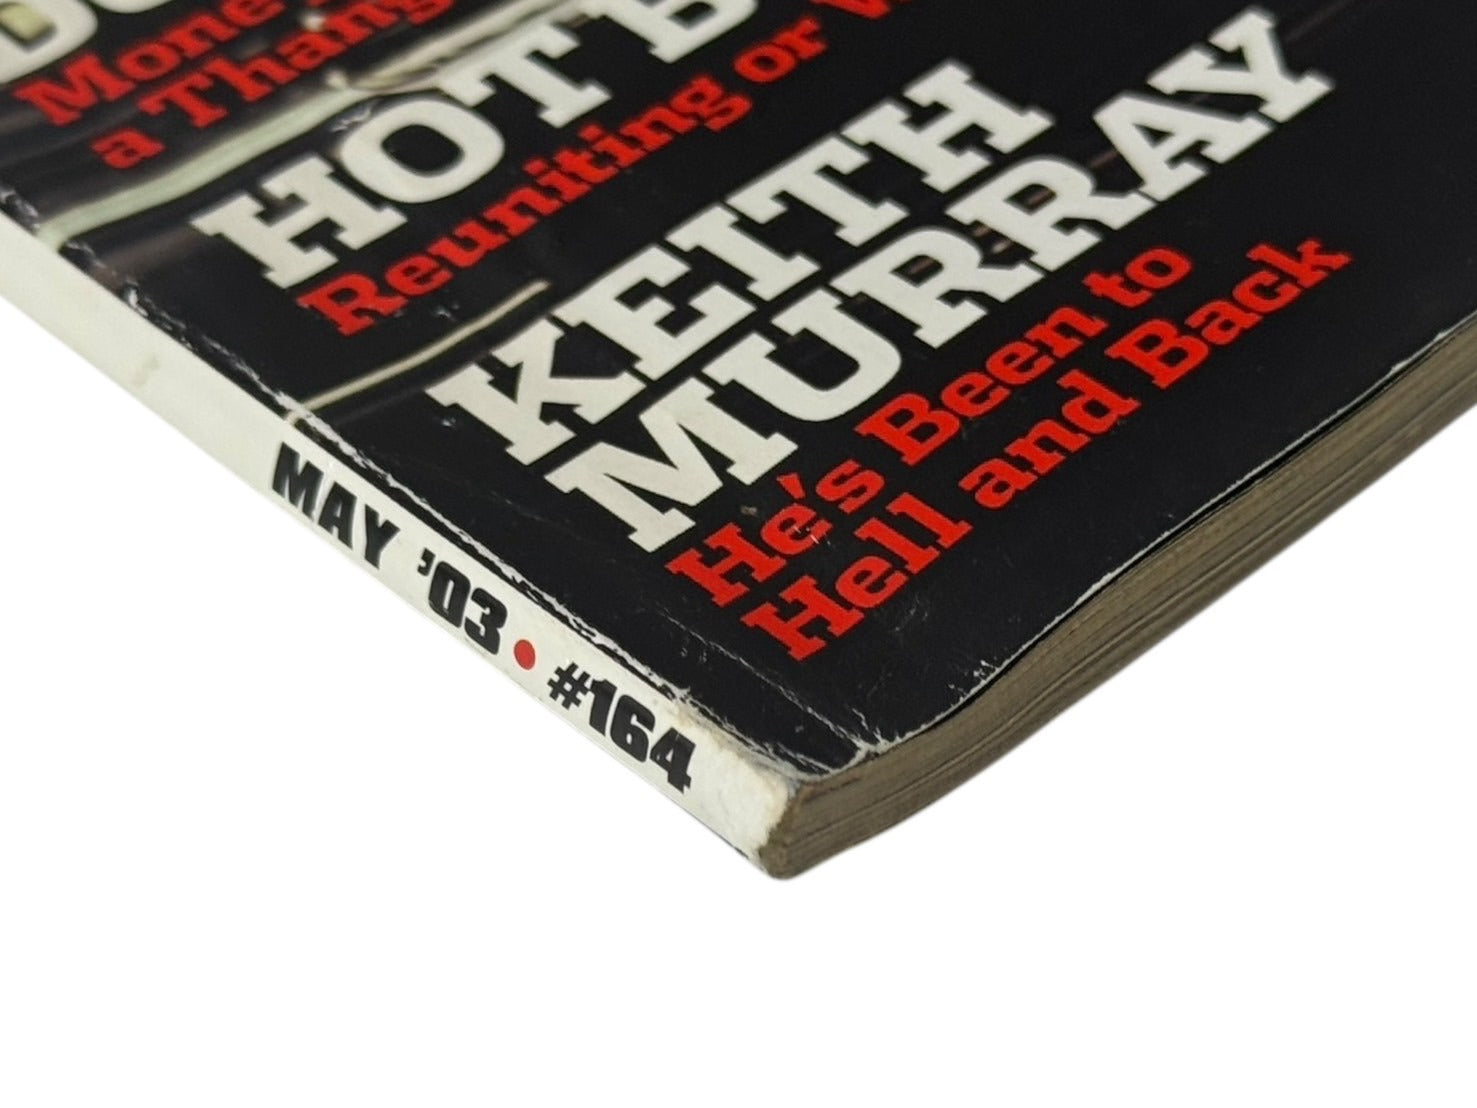 a Thang
HOT
Reuniting or
KEITH
MURRAY
He's Been to
Hell and Back
MAY '03 • #164